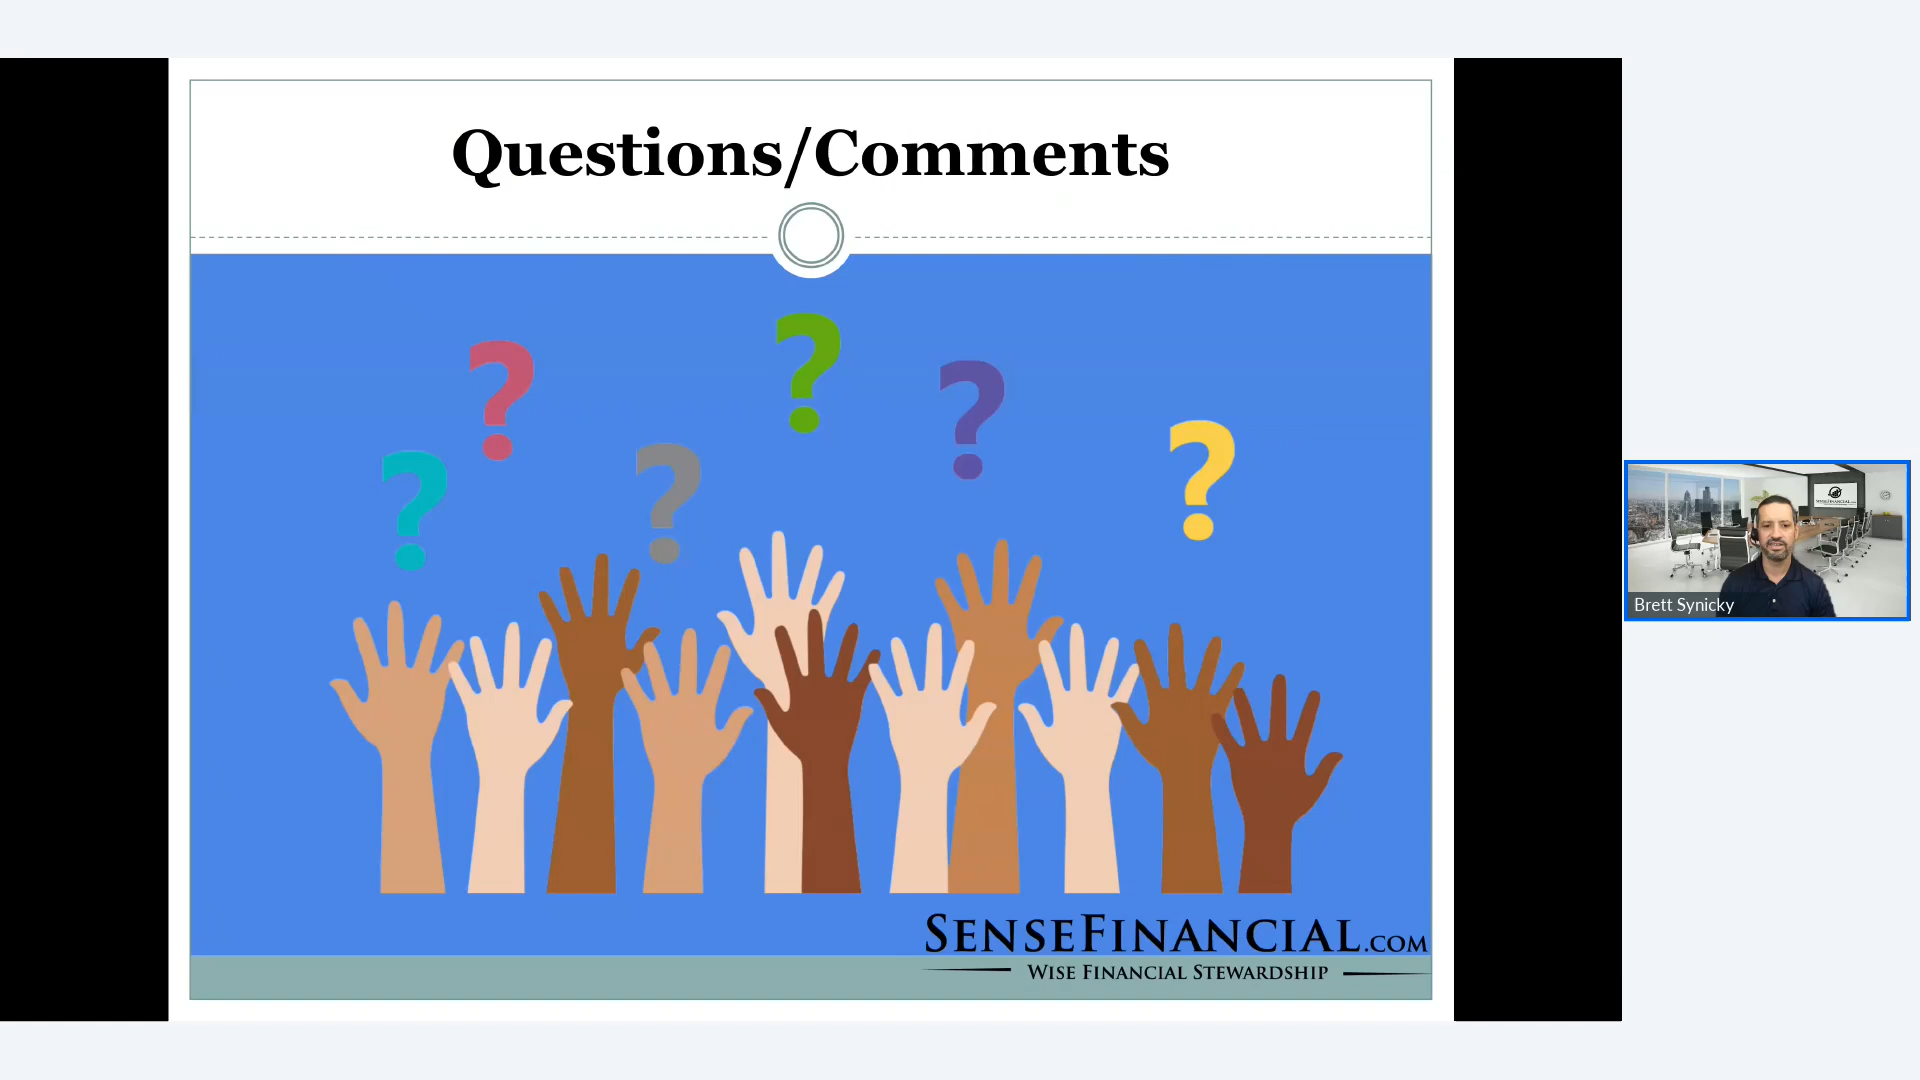 Questions/Comments
?
?
?
?
?
?
SENSEFINANCIAL.COM
WISE FINANCIAL STEWARDSHIP
Brett Synicky